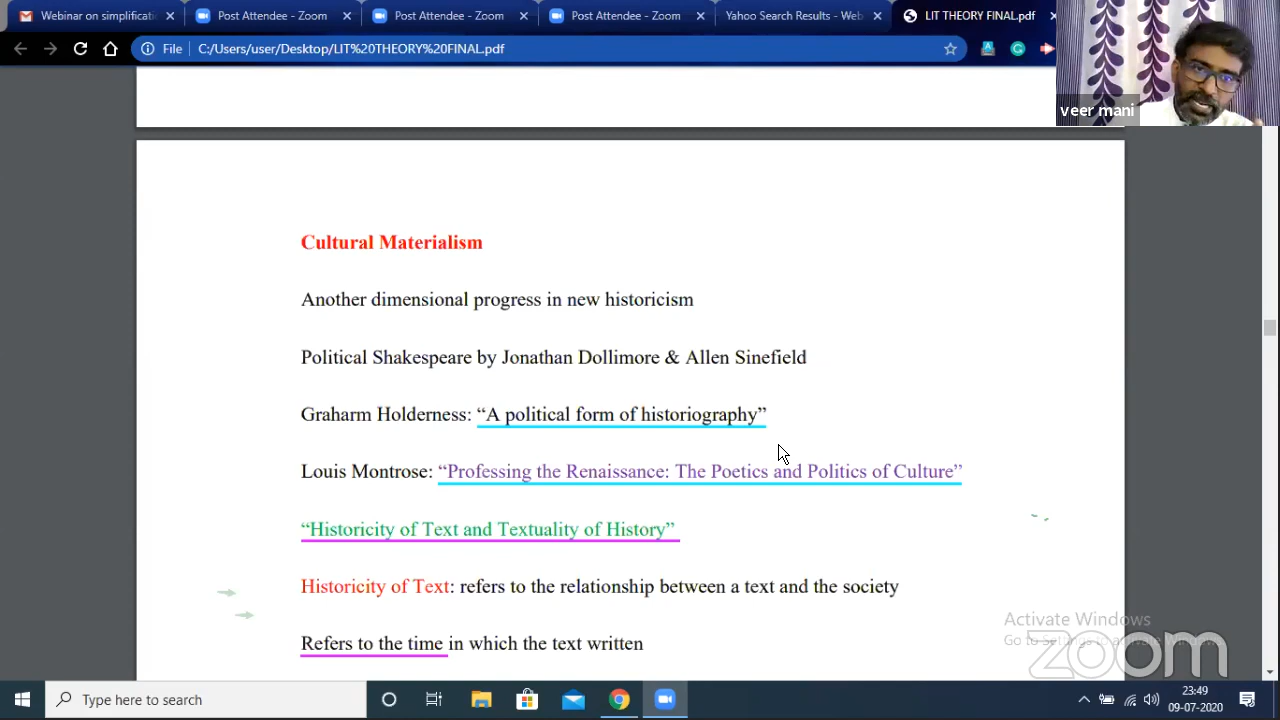 Webinar on simplificati
Post Attendee - Zoom
Post Attendee - Zoom
Post Attendee - Zoom
Yahoo Search Results - Web
LIT THEORY FINAL.pdf
File
C:/Users/user/Desktop/LIT%20THEORY%20FINAL.pdf
veer mani
Cultural Materialism
Another dimensional progress in new historicism
Political Shakespeare by Jonathan Dollimore & Allen Sinefield
Graharm Holderness: “A political form of historiography”
Louis Montrose: “Professing the Renaissance: The Poetics and Politics of Culture”
“Historicity of Text and Textuality of History”
Historicity of Text: refers to the relationship between a text and the society
Refers to the time in which the text written
Activate Windows
Go to Settings to activate
zoom
Type here to search
23:49
09-07-2020